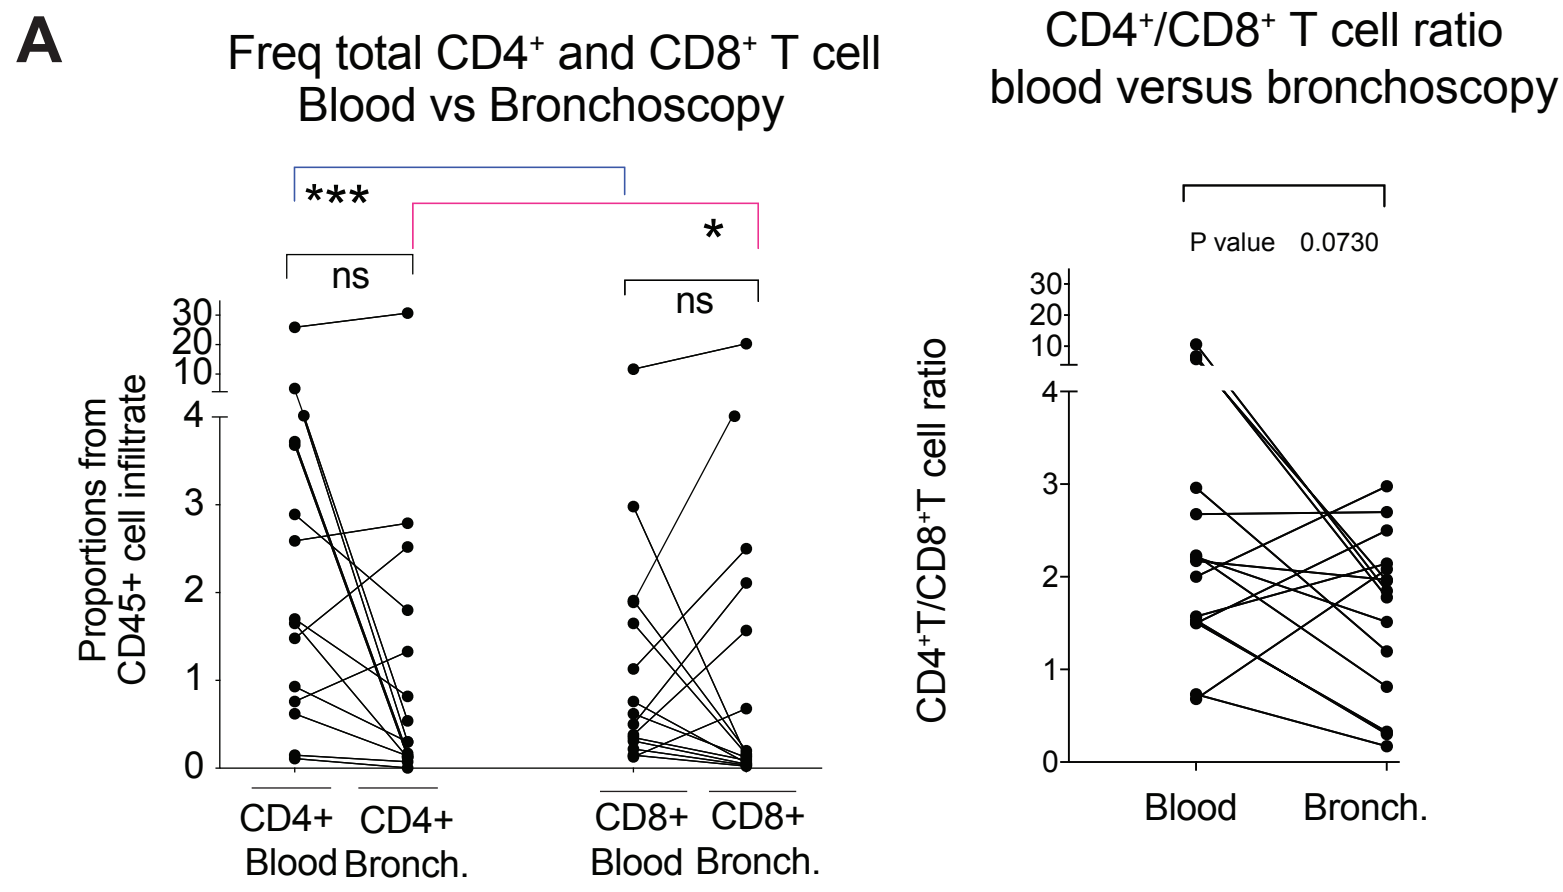 A
Freq total CD4⁺ and CD8⁺ T cell
Blood vs Bronchoscopy
***
*
ns
ns
30
20
10
4
3
2
1
0
Proportions from
CD45+ cell infiltrate
CD4+
Blood
CD4+
Bronch.
CD8+
Blood
CD8+
Bronch.
CD4⁺/CD8⁺ T cell ratio
blood versus bronchoscopy
P value 0.0730
30
20
10
4
3
2
1
0
CD4⁺T/CD8⁺T cell ratio
Blood
Bronch.